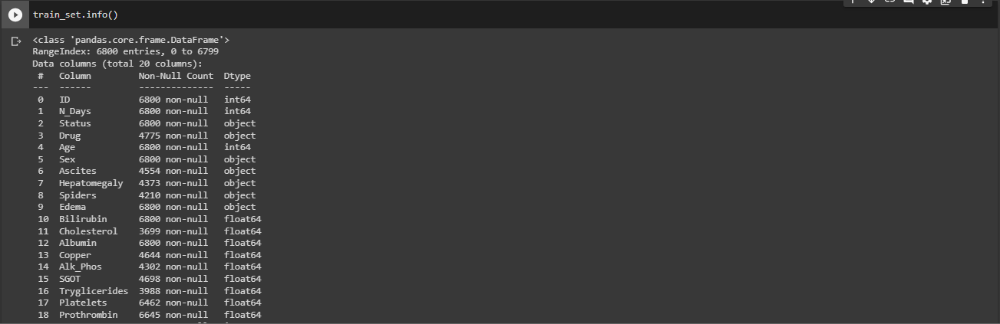 train_set.info()
<class 'pandas.core.frame.DataFrame'>
RangeIndex: 6800 entries, 0 to 6799
Data columns (total 20 columns):
 #   Column         Non-Null Count  Dtype
---  ------         --------------  -----
 0   ID             6800 non-null   int64
 1   N_Days         6800 non-null   int64
 2   Status         6800 non-null   object
 3   Drug           4775 non-null   object
 4   Age            6800 non-null   int64
 5   Sex            6800 non-null   object
 6   Ascites        4554 non-null   object
 7   Hepatomegaly   4373 non-null   object
 8   Spiders        4210 non-null   object
 9   Edema          6800 non-null   object
 10  Bilirubin      6800 non-null   float64
 11  Cholesterol    3699 non-null   float64
 12  Albumin        6800 non-null   float64
 13  Copper         4644 non-null   float64
 14  Alk_Phos       4302 non-null   float64
 15  SGOT           4698 non-null   float64
 16  Tryglicerides  3988 non-null   float64
 17  Platelets      6462 non-null   float64
 18  Prothrombin    6645 non-null   float64